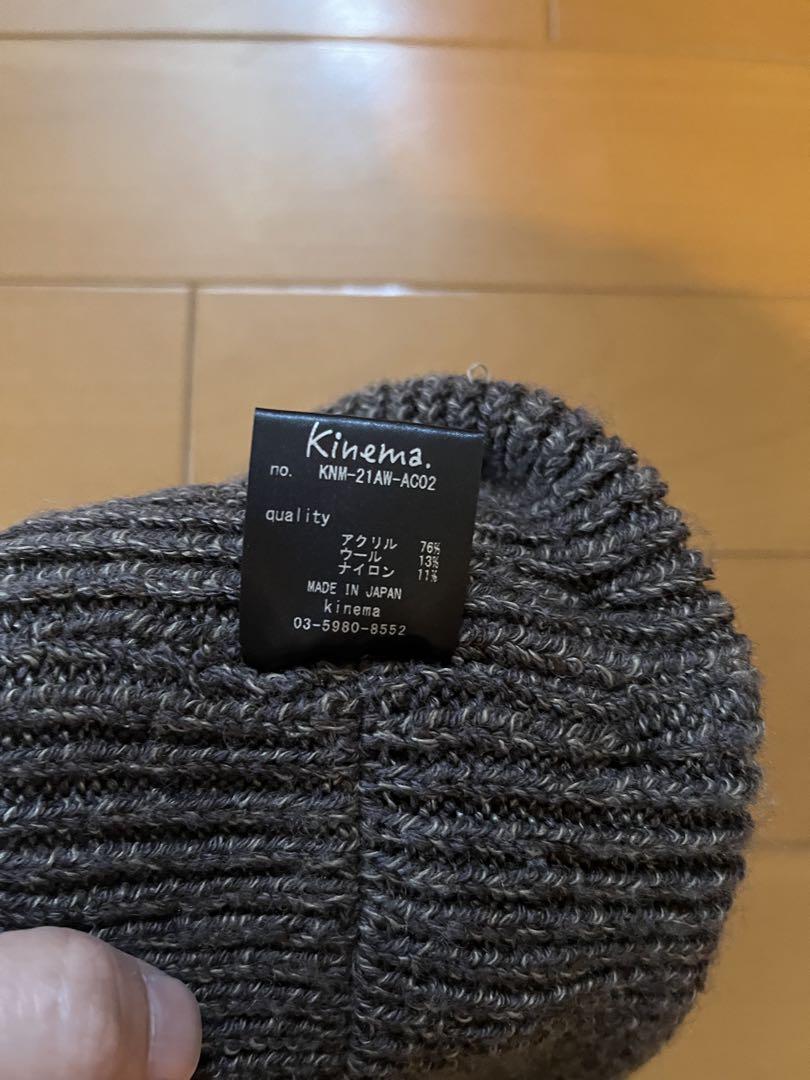 Kinema.
no. KNM-21AW-AC02
quality
アクリル 76%
ウール 13%
ナイロン 11%
MADE IN JAPAN
kinema
03-5980-8552